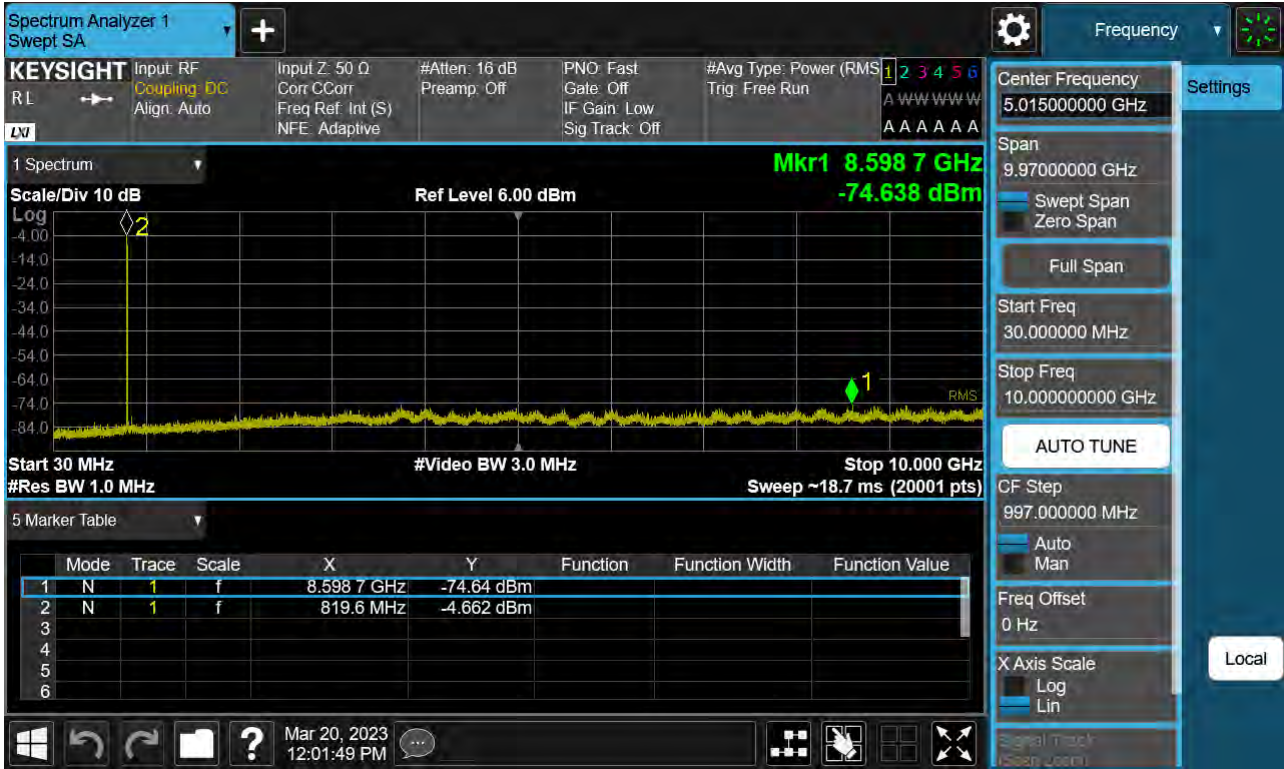 Spectrum Analyzer 1
Swept SA
Frequency
KEYSIGHT
RL
LXI
Input: RF
Coupling: DC
Align: Auto
Input Z: 50 Ω
Corr CCorr
Freq Ref: Int (S)
NFE: Adaptive
#Atten: 16 dB
Preamp: Off
PNO: Fast
Gate: Off
IF Gain: Low
Sig Track: Off
#Avg Type: Power (RMS
Trig: Free Run
1 2 3 4 5 6
A W W W W W
A A A A A A
1 Spectrum
Mkr1 8.598 7 GHz
Scale/Div 10 dB
Ref Level 6.00 dBm
-74.638 dBm
Log
2
-4.00
-14.0
-24.0
-34.0
-44.0
-54.0
-64.0
1
-74.0
RMS
-84.0
Start 30 MHz
#Video BW 3.0 MHz
Stop 10.000 GHz
#Res BW 1.0 MHz
Sweep ~18.7 ms (20001 pts)
5 Marker Table
Mode Trace Scale X Y Function Function Width Function Value
1 N 1 f 8.598 7 GHz -74.64 dBm
2 N 1 f 819.6 MHz -4.662 dBm
3
4
5
6
Mar 20, 2023
12:01:49 PM
Center Frequency
5.015000000 GHz
Settings
Span
9.97000000 GHz
Swept Span
Zero Span
Full Span
Start Freq
30.000000 MHz
Stop Freq
10.000000000 GHz
AUTO TUNE
CF Step
997.000000 MHz
Auto
Man
Freq Offset
0 Hz
X Axis Scale
Log
Lin
Local
Signal Track
(Span Zoom)